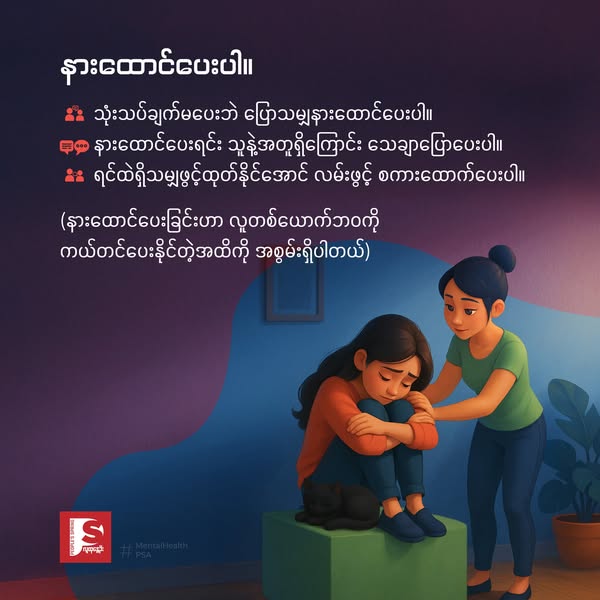 နားထောင်ပေးပါ။
သုံးသပ်ချက်မပေးဘဲ ပြောသမျှနားထောင်ပေးပါ။
နားထောင်ပေးရင်း သူနဲ့အတူရှိကြောင်း သေချာပြောပေးပါ။
ရင်ထဲရှိသမျှဖွင့်ထုတ်နိုင်အောင် လမ်းဖွင့် စကားထောက်ပေးပါ။
(နားထောင်ပေးခြင်းဟာ လူတစ်ယောက်ဘဝကို
ကယ်တင်ပေးနိုင်တဲ့အထိကို အစွမ်းရှိပါတယ်)
PEOPLE'S SPRING
# MentalHealth
PSA